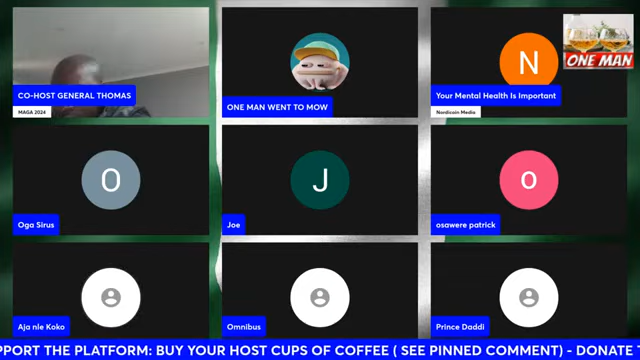 ONE MAN
N
CO-HOST GENERAL THOMAS
MAGA 2024
ONE MAN WENT TO MOW
Your Mental Health Is Important
Nordicoin Media
O
J
o
Oga Sirus
Joe
osawere patrick
Aja nle Koko
Omnibus
Prince Daddi
PPORT THE PLATFORM: BUY YOUR HOST CUPS OF COFFEE ( SEE PINNED COMMENT) - DONATE T